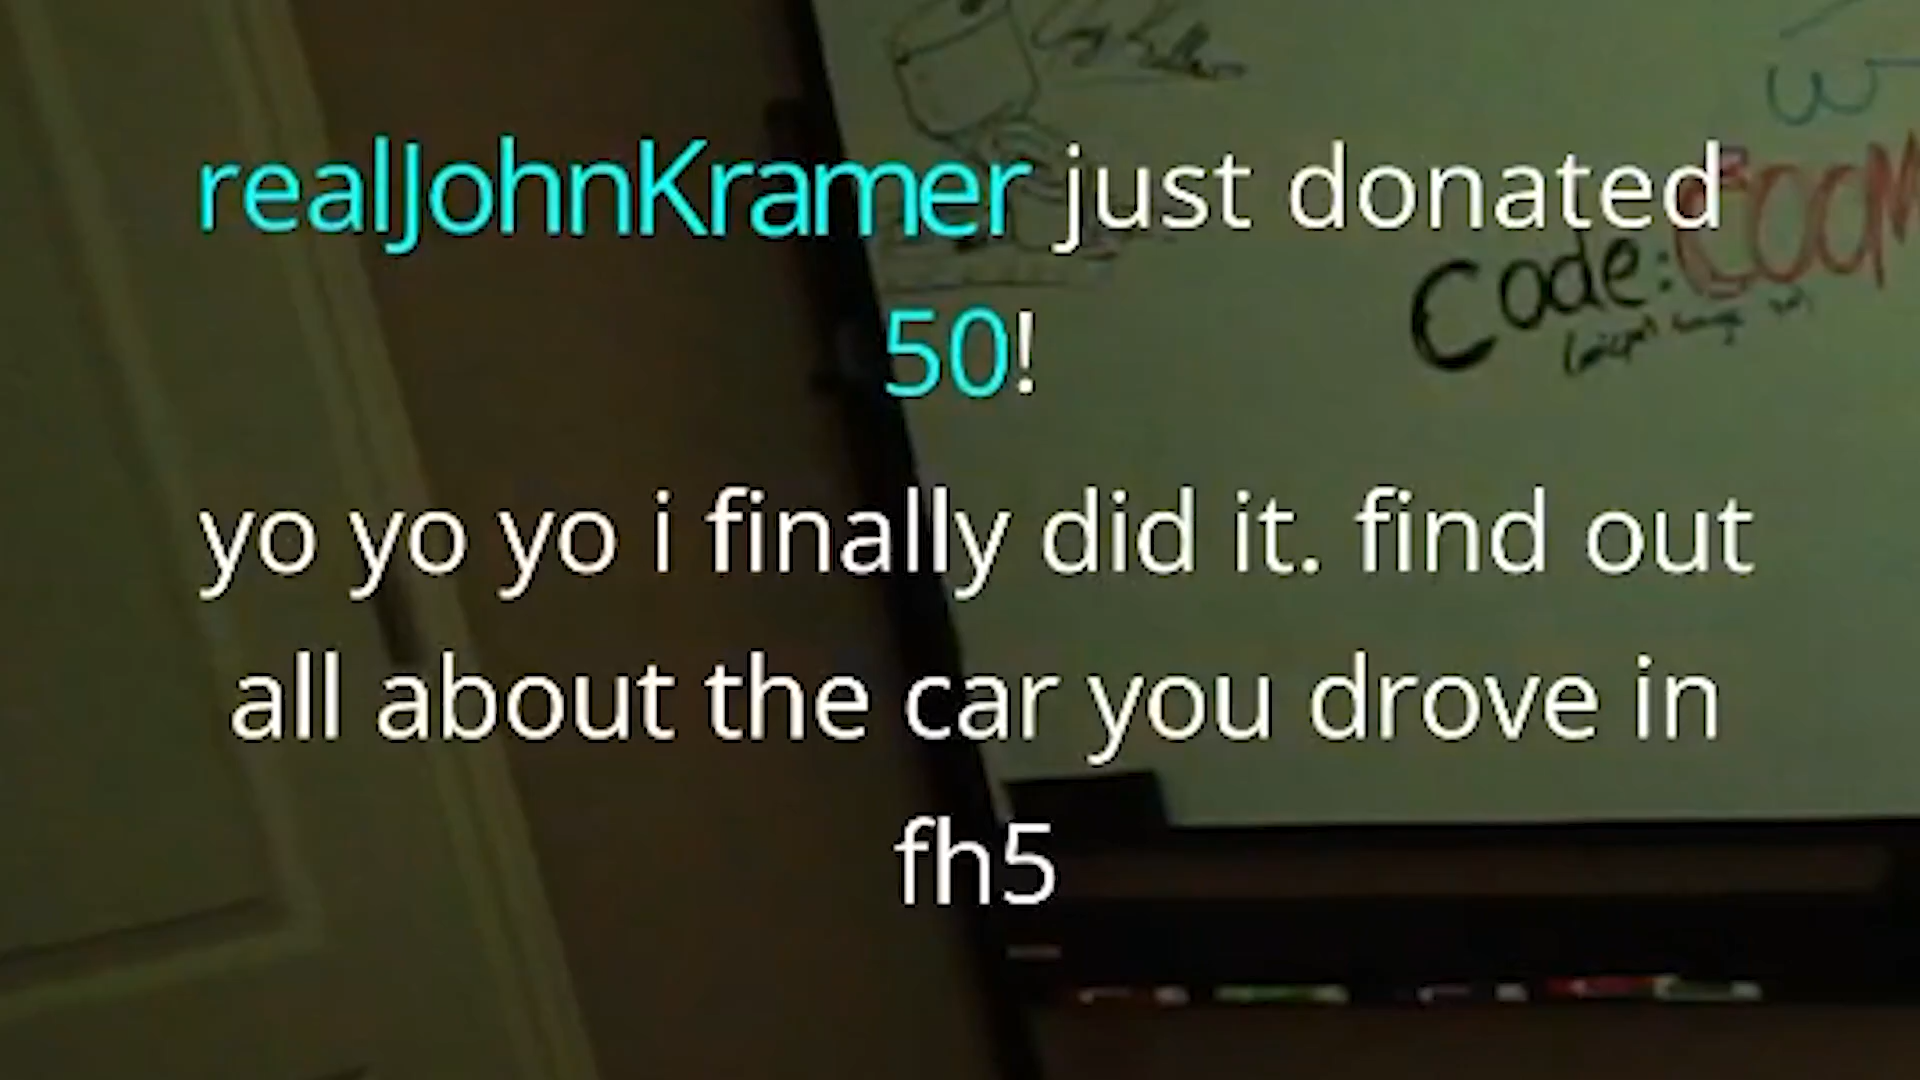 realJohnKramer just donated
50!
yo yo yo i finally did it. find out
all about the car you drove in
fh5
Code: